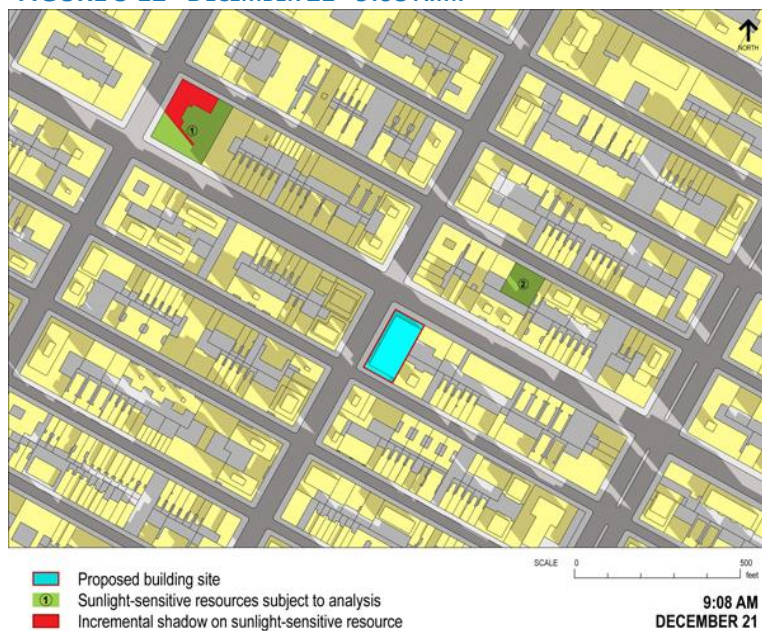 NORTH
①
②
Proposed building site
① Sunlight-sensitive resources subject to analysis
Incremental shadow on sunlight-sensitive resource
SCALE 0 500
feet
9:08 AM
DECEMBER 21